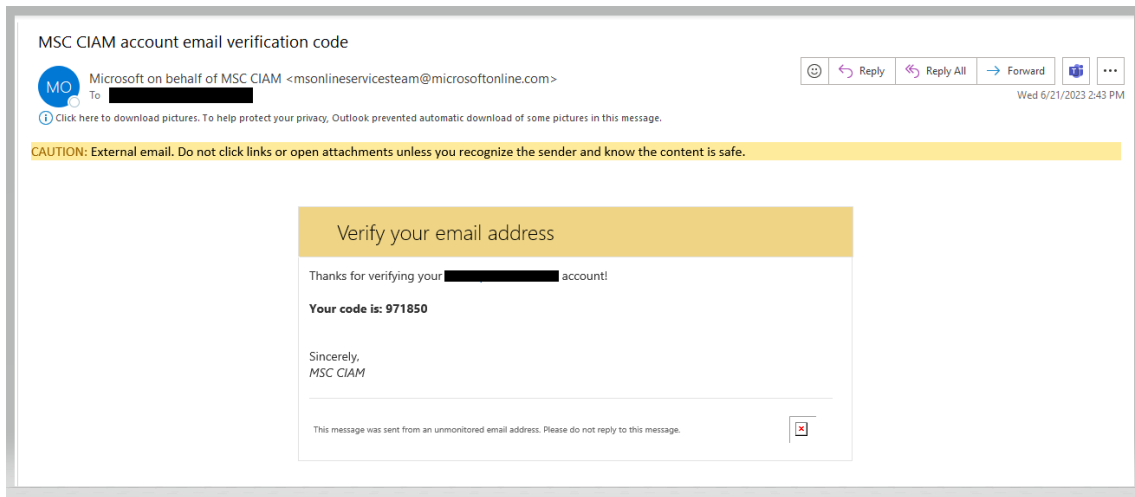 MSC CIAM account email verification code
MO
Microsoft on behalf of MSC CIAM <msonlineservicesteam@microsoftonline.com>
To
Reply
Reply All
Forward
Wed 6/21/2023 2:43 PM
Click here to download pictures. To help protect your privacy, Outlook prevented automatic download of some pictures in this message.
CAUTION: External email. Do not click links or open attachments unless you recognize the sender and know the content is safe.
Verify your email address
Thanks for verifying your account!
Your code is: 971850
Sincerely,
MSC CIAM
This message was sent from an unmonitored email address. Please do not reply to this message.